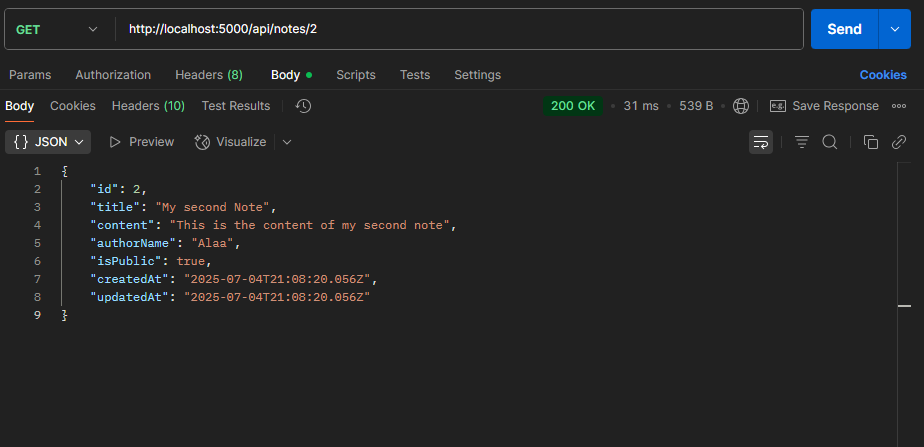 GET http://localhost:5000/api/notes/2 Send
Params Authorization Headers (8) Body Scripts Tests Settings Cookies
Body Cookies Headers (10) Test Results 200 OK 31 ms 539 B e.g. Save Response
{ } JSON Preview Visualize
1 {
2 "id": 2,
3 "title": "My second Note",
4 "content": "This is the content of my second note",
5 "authorName": "Alaa",
6 "isPublic": true,
7 "createdAt": "2025-07-04T21:08:20.056Z",
8 "updatedAt": "2025-07-04T21:08:20.056Z"
9 }